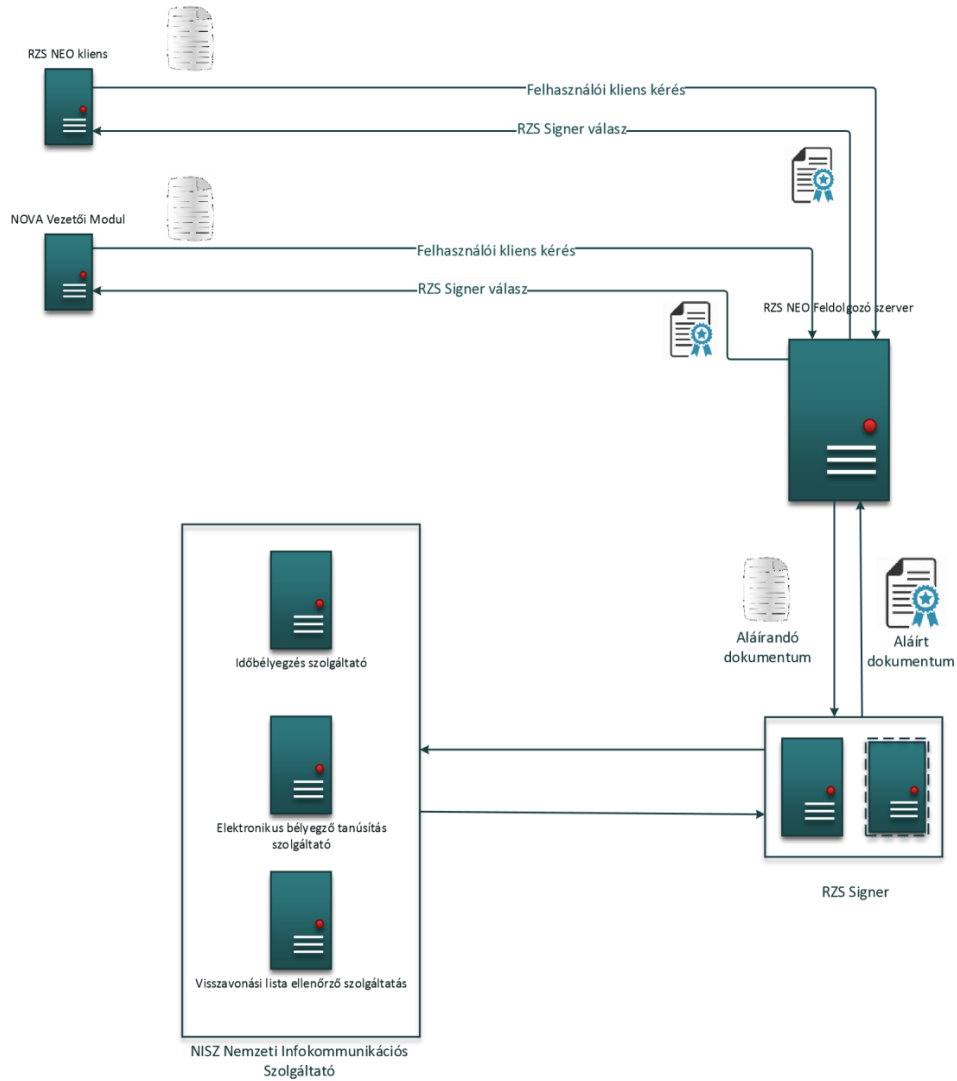 RZS NEO kliens
Felhasználói kliens kérés
RZS Signer válasz
NOVA Vezetői Modul
Felhasználói kliens kérés
RZS Signer válasz
RZS NEO Feldolgozó szerver
Aláírandó
dokumentum
Aláírt
dokumentum
Időbélyegzés szolgáltató
Elektronikus bélyegző tanúsítás
szolgáltató
RZS Signer
Visszavonási lista ellenőrző szolgáltatás
NISZ Nemzeti Infokommunikációs
Szolgáltató